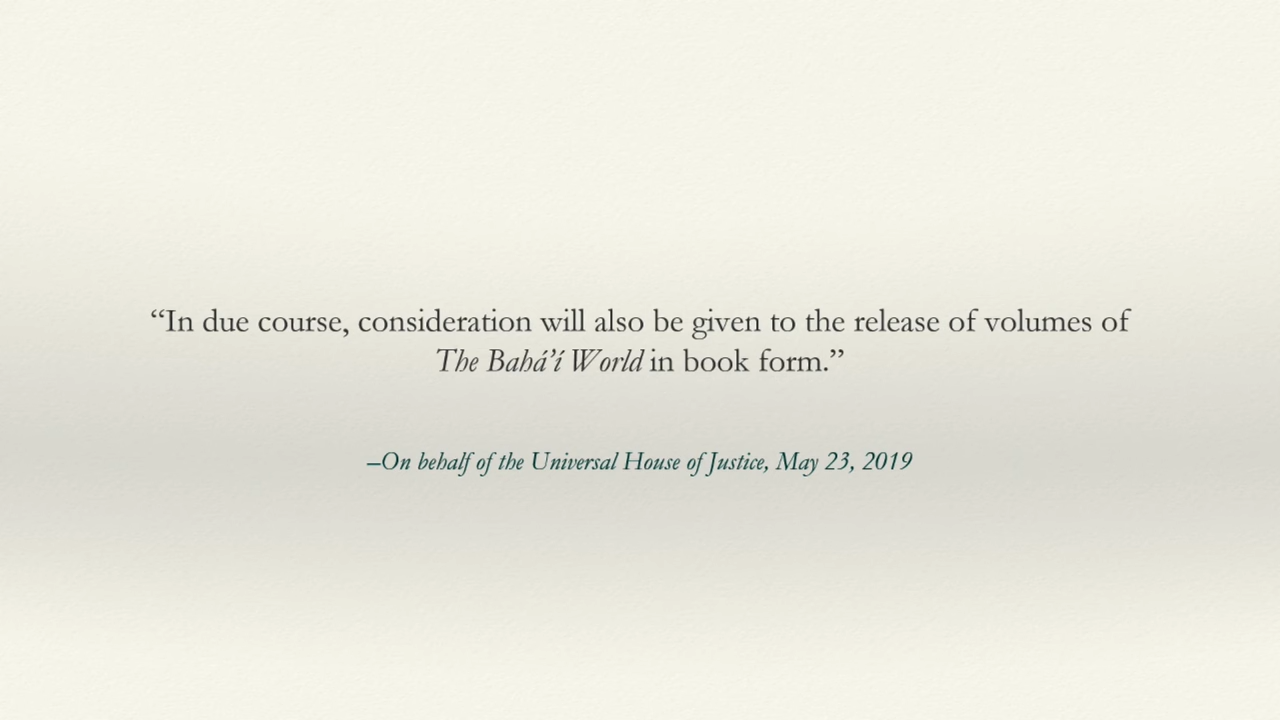 “In due course, consideration will also be given to the release of volumes of
The Bahá’í World in book form.”
–On behalf of the Universal House of Justice, May 23, 2019